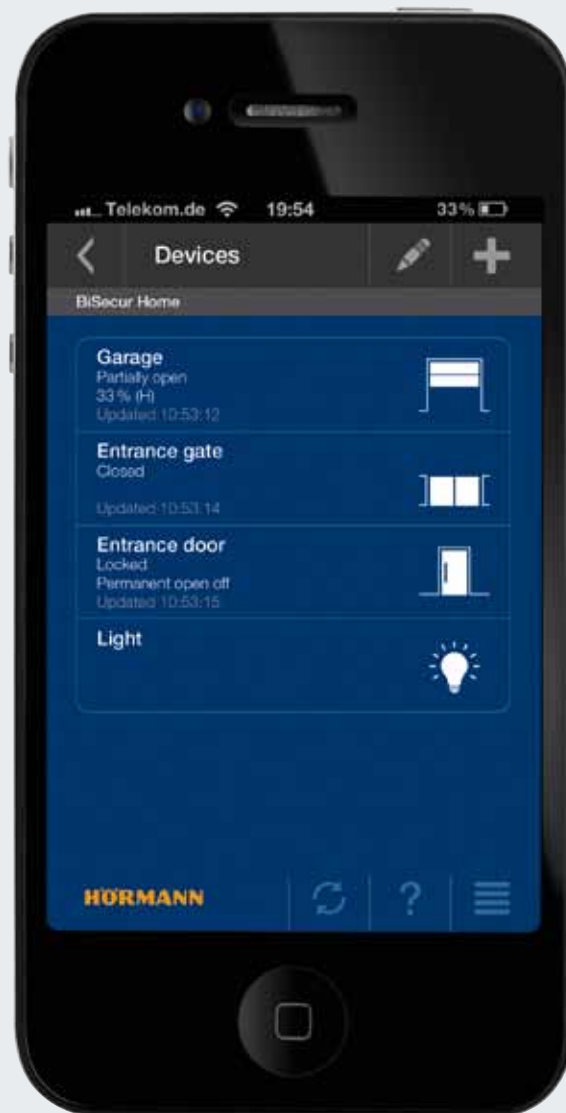 Telekom.de 19:54 33%
Devices
BiSecur Home
Garage
Partially open
33 % (H)
Updated 10:53:12
Entrance gate
Closed
Updated 10:53:14
Entrance door
Locked
Permanent open off
Updated 10:53:15
Light
HÖRMANN
?